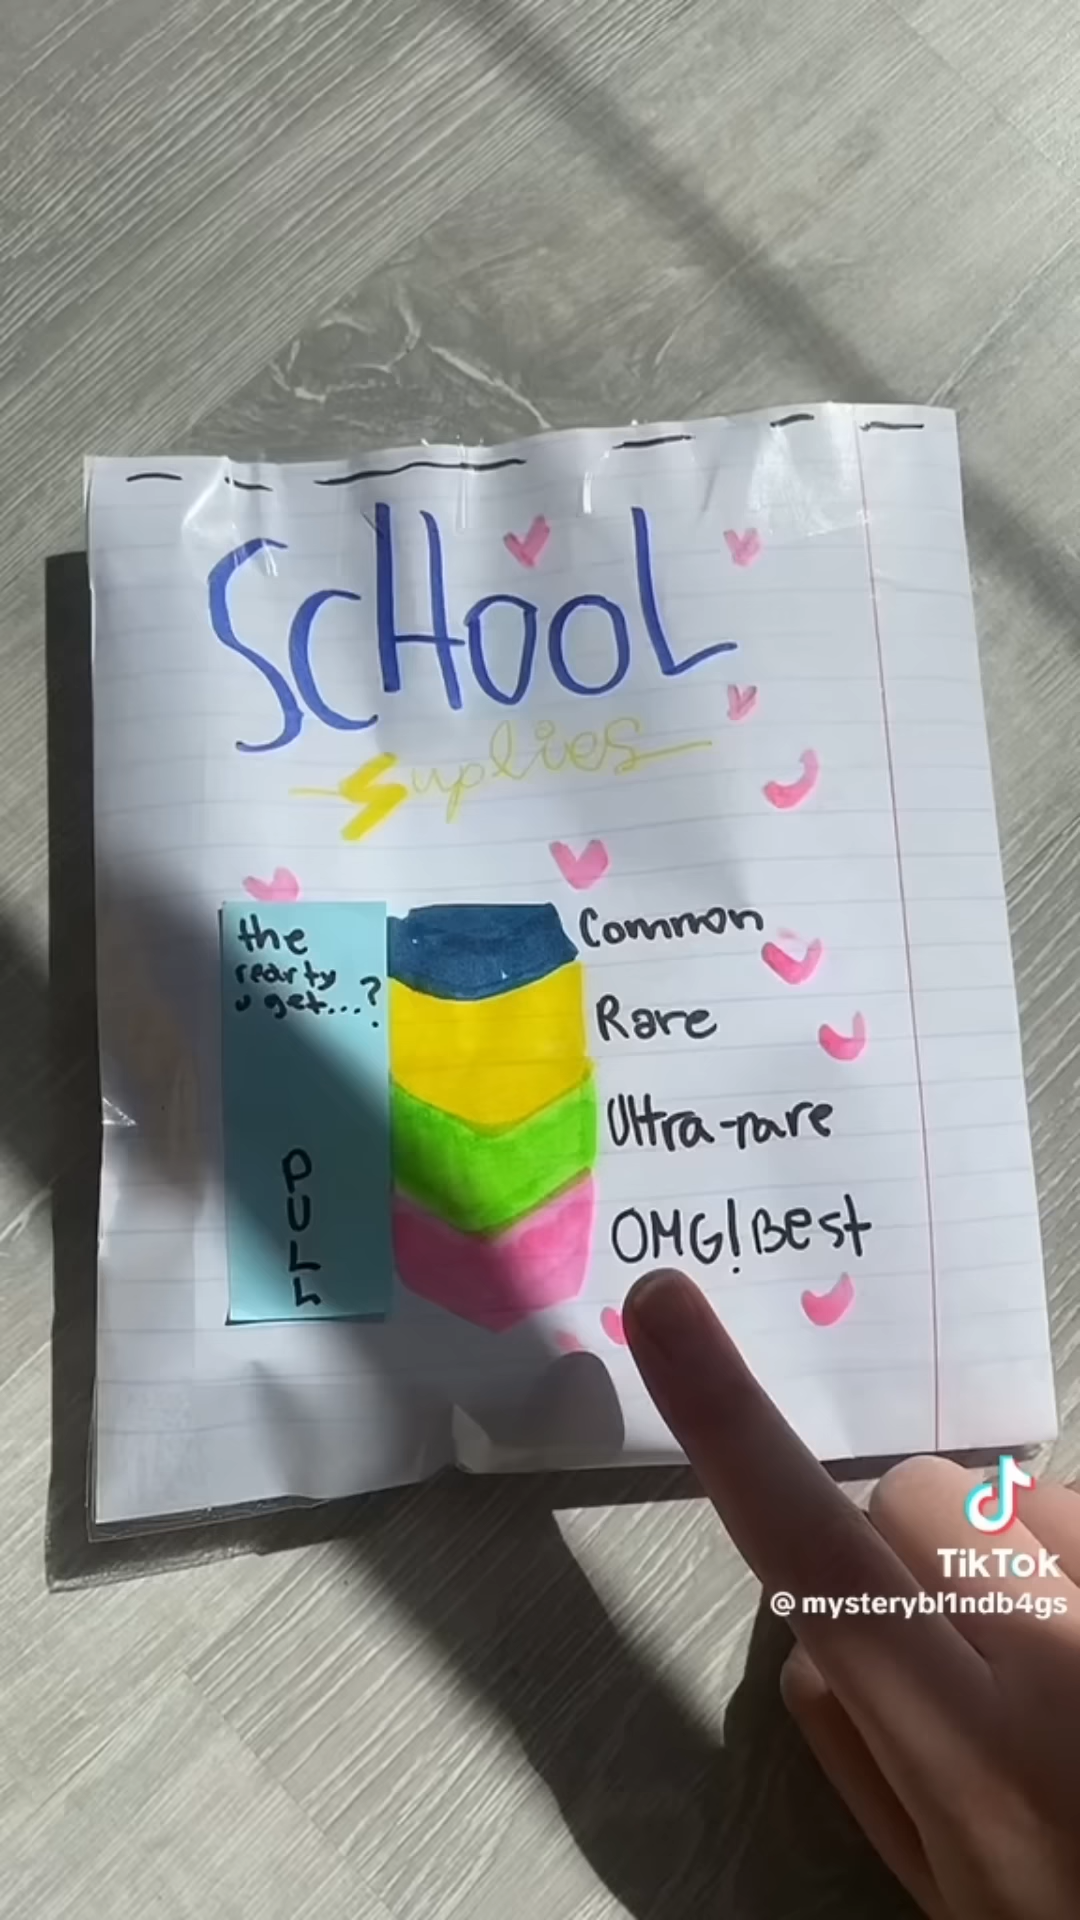 SCHOOL
Suplies
the
rearty
u get...?
PULL
Common
Rare
Ultra-rare
OMG! Best
TikTok
@mysterybl1ndb4gs